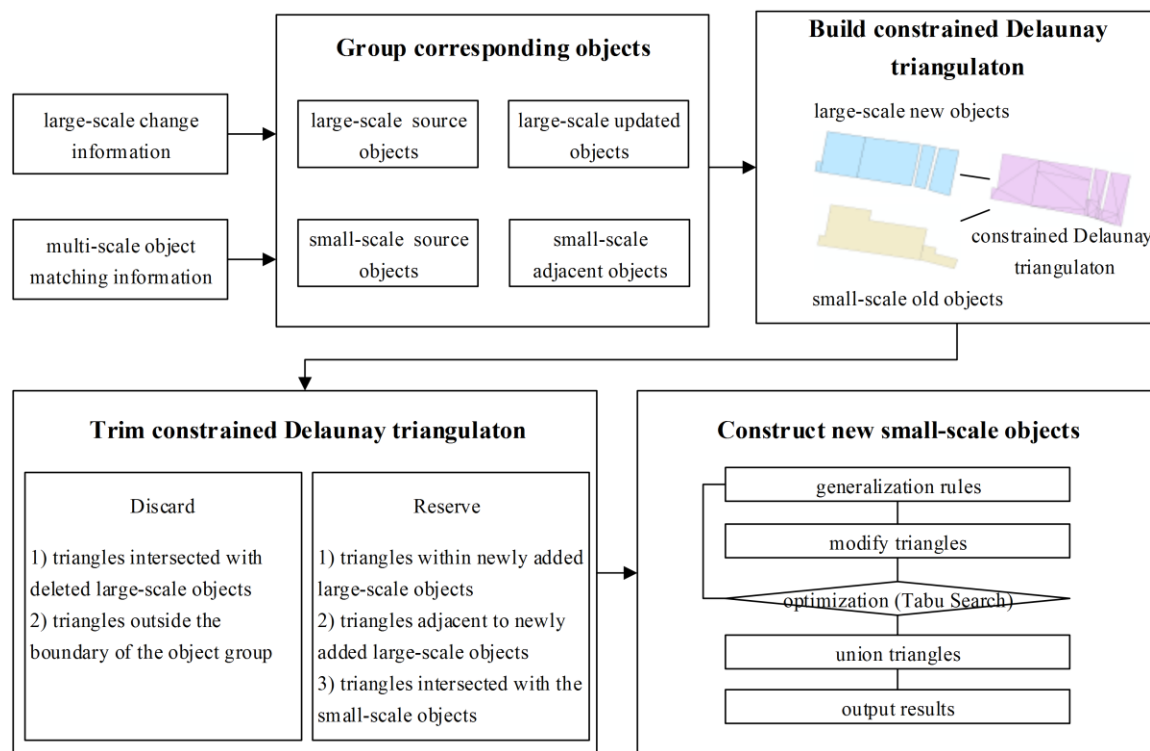 large-scale change
information
multi-scale object
matching information
Group corresponding objects
large-scale source
objects
large-scale updated
objects
small-scale source
objects
small-scale
adjacent objects
Build constrained Delaunay
triangulaton
large-scale new objects
constrained Delaunay
triangulaton
small-scale old objects
Trim constrained Delaunay triangulaton
Discard
1) triangles intersected with
deleted large-scale objects
2) triangles outside the
boundary of the object group
Reserve
1) triangles within newly added
large-scale objects
2) triangles adjacent to newly
added large-scale objects
3) triangles intersected with the
small-scale objects
Construct new small-scale objects
generalization rules
modify triangles
optimization (Tabu Search)
union triangles
output results